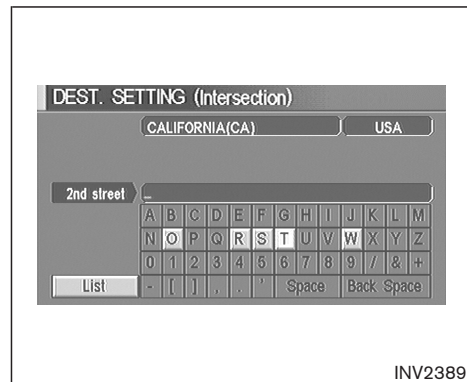 DEST. SETTING (Intersection)
CALIFORNIA(CA) USA
2nd street _
A B C D E F G H I J K L M
N O P Q R S T U V W X Y Z
0 1 2 3 4 5 6 7 8 9 / & +
List - [ ] , . ' Space Back Space
INV2389